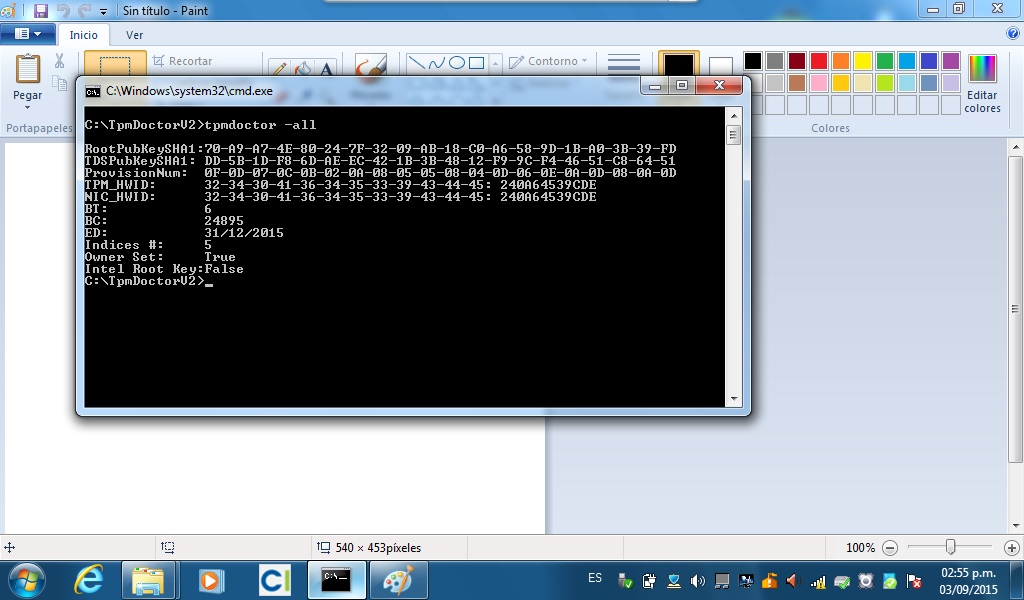 Sin título - Paint
Inicio
Ver
Pegar
Recortar
A
Contorno
Editar
colores
Portapapeles
Colores
C:\Windows\system32\cmd.exe
C:\TpmDoctorV2>tpmdoctor -all
RootPubKeySHA1:70-A9-A7-4E-80-24-7F-32-09-AB-18-C0-A6-58-9D-1B-A0-3B-39-FD
TDSPubKeySHA1: DD-5B-1D-F8-6D-AE-EC-42-1B-3B-48-12-F9-9C-F4-46-51-C8-64-51
ProvisionNum: 0F-0D-07-0C-0B-02-0A-08-05-05-08-04-0D-06-0E-0A-0D-08-0A-0D
TPM_HWID: 32-34-30-41-36-34-35-33-39-43-44-45: 240A64539CDE
NIC_HWID: 32-34-30-41-36-34-35-33-39-43-44-45: 240A64539CDE
BT: 6
BC: 24895
ED: 31/12/2015
Indices #: 5
Owner Set: True
Intel Root Key:False
C:\TpmDoctorV2>_
540 × 453píxeles
100%
CI
C:\.
ES
02:55 p.m.
03/09/2015